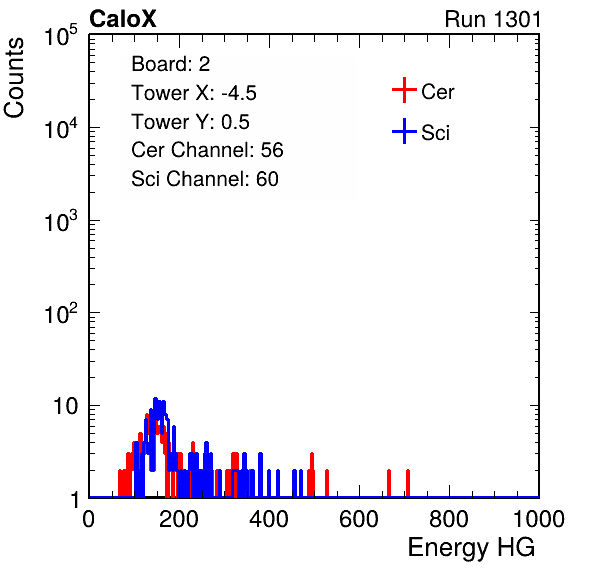 CaloX Run 1301
Counts
10^5
10^4
10^3
10^2
10
1
Board: 2
Tower X: -4.5
Tower Y: 0.5
Cer Channel: 56
Sci Channel: 60
Cer
Sci
0 200 400 600 800 1000
Energy HG